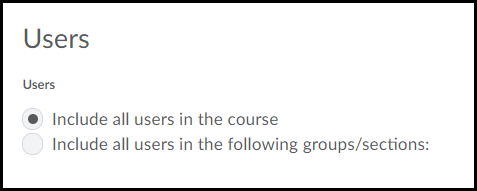 Users
Users
Include all users in the course
Include all users in the following groups/sections: